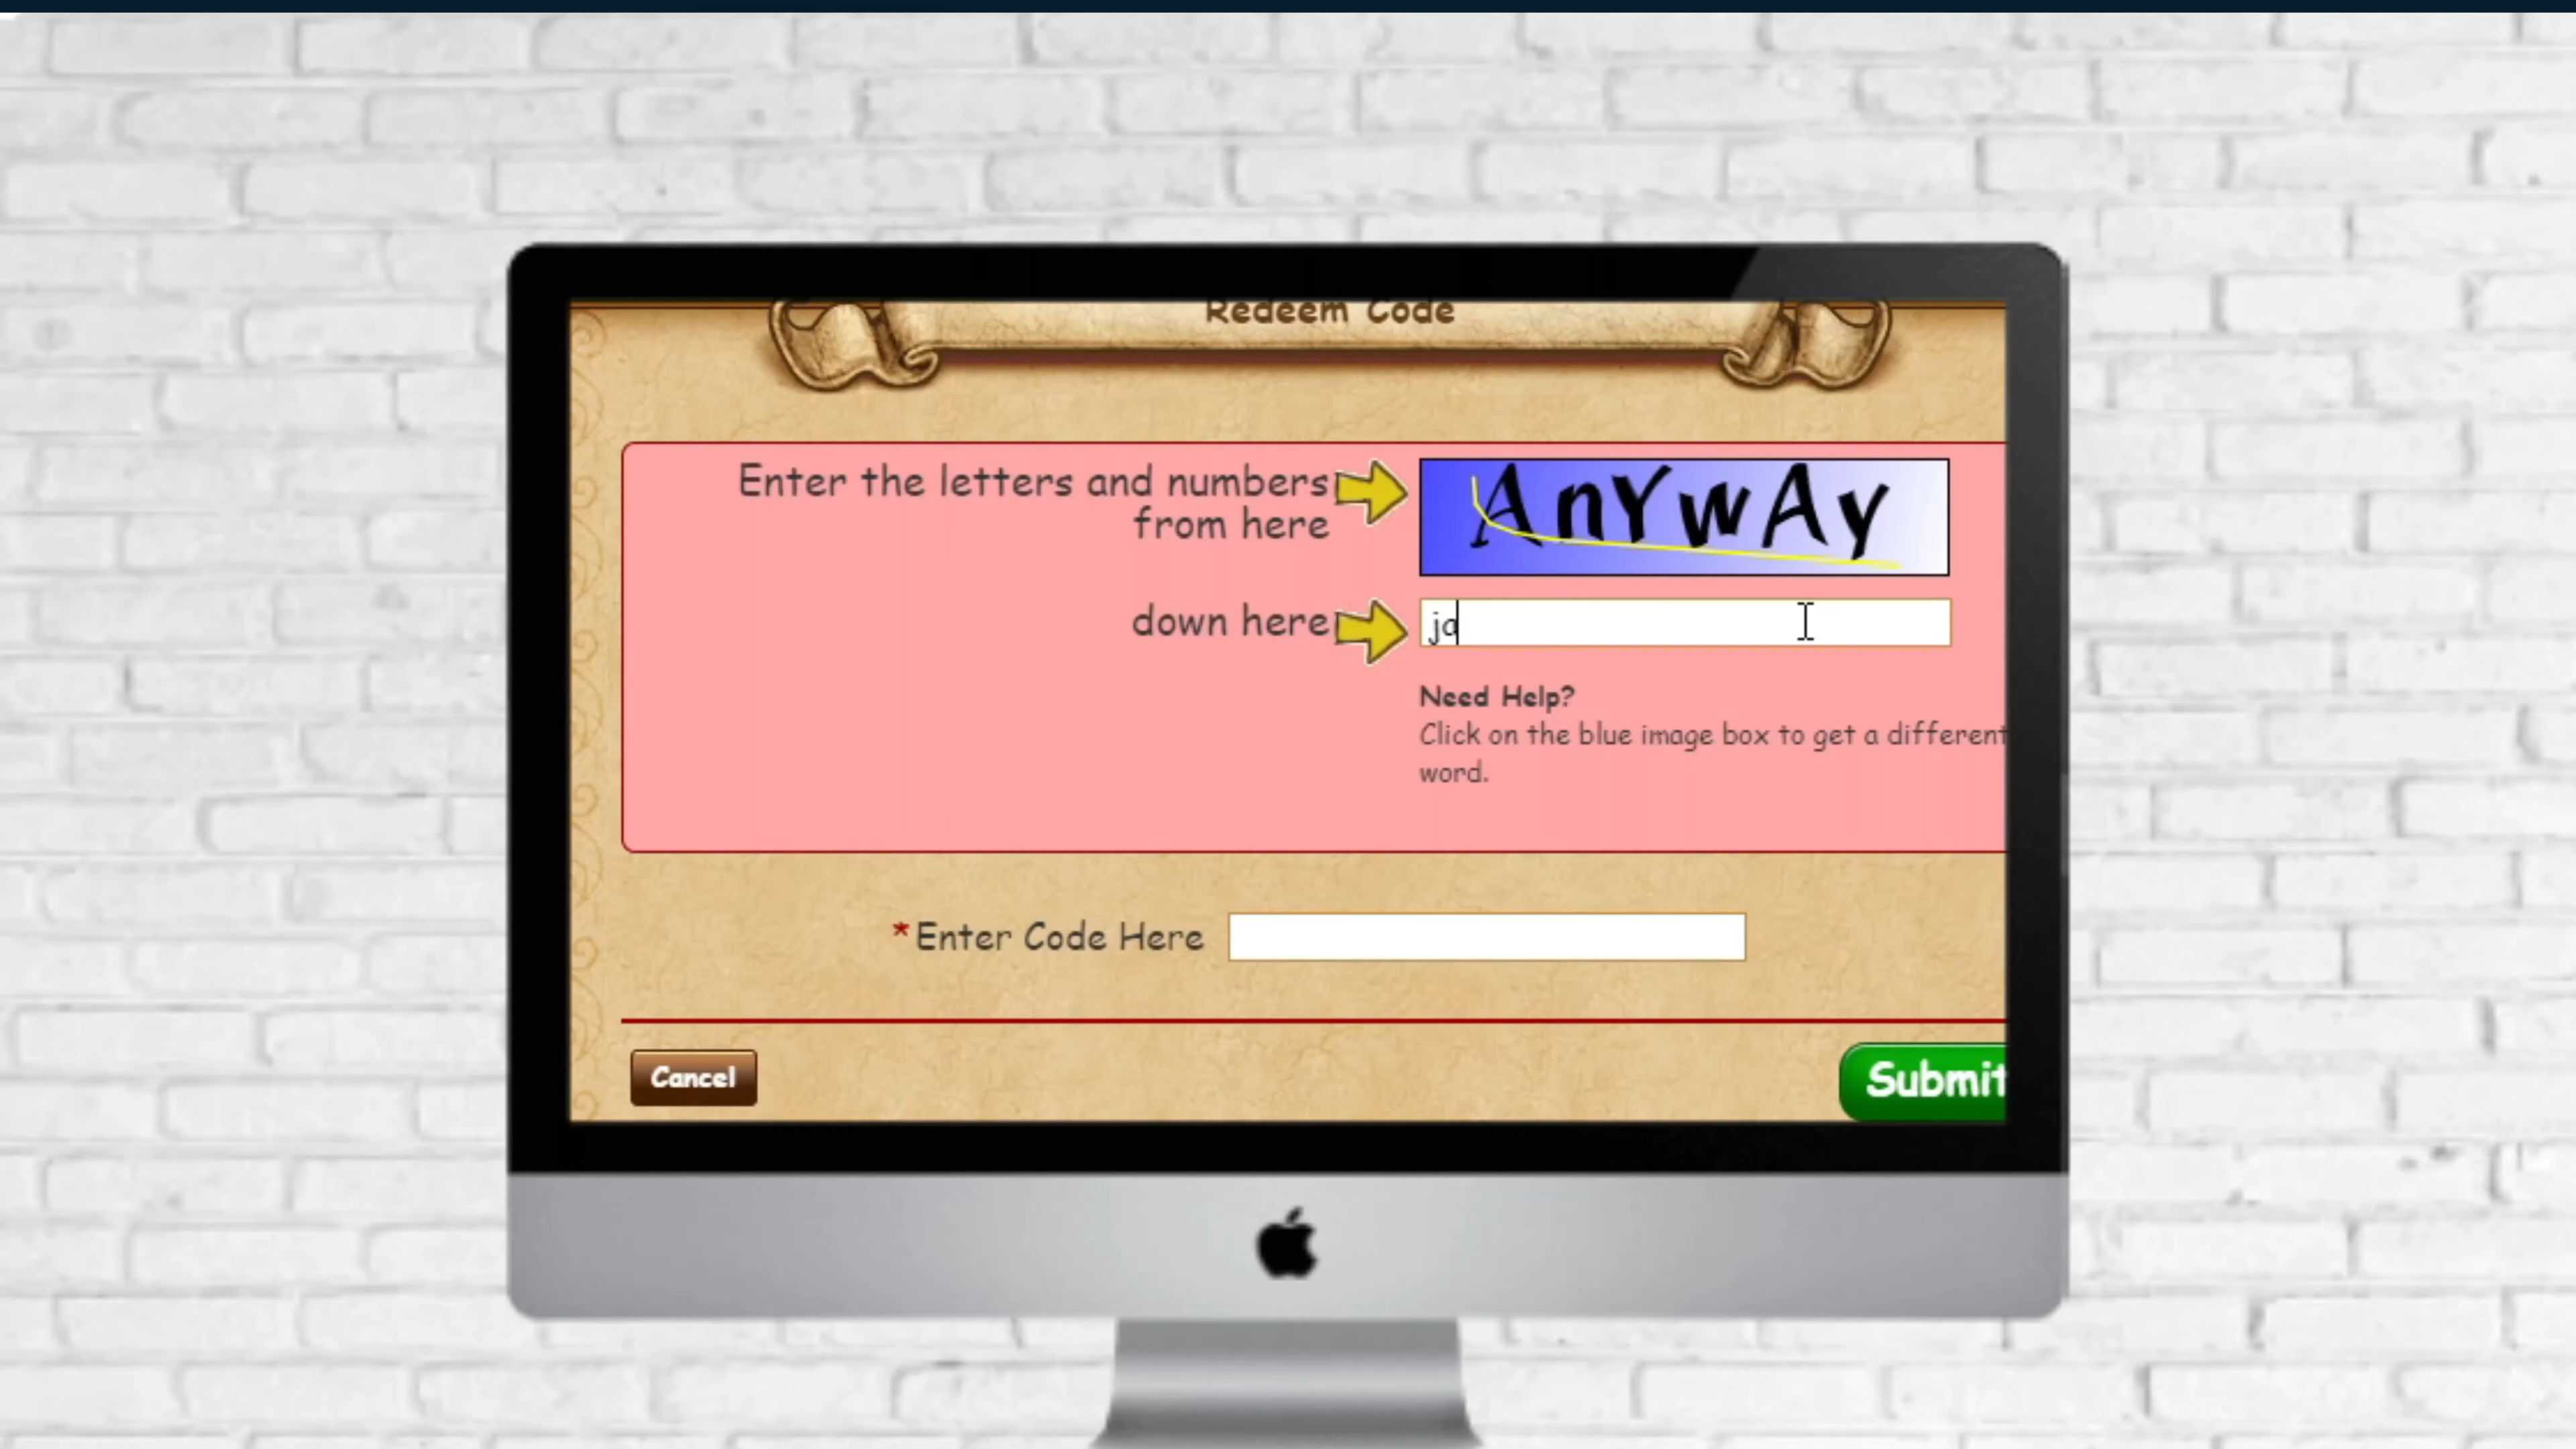 Redeem Code
Enter the letters and numbers
from here
AnYwAy
down here
ja
Need Help?
Click on the blue image box to get a different
word.
*Enter Code Here
Cancel
Submit